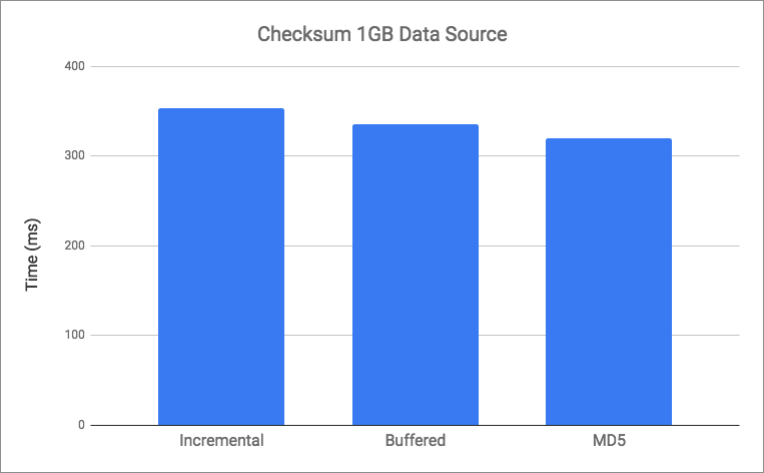 Checksum 1GB Data Source
400
300
200
100
0
Time (ms)
Incremental
Buffered
MD5